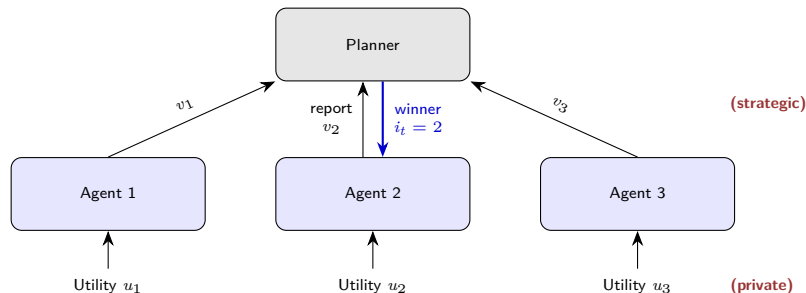 Planner
v₁
report
v₂
winner
iₜ = 2
v₃
(strategic)
Agent 1
Agent 2
Agent 3
Utility u₁
Utility u₂
Utility u₃
(private)